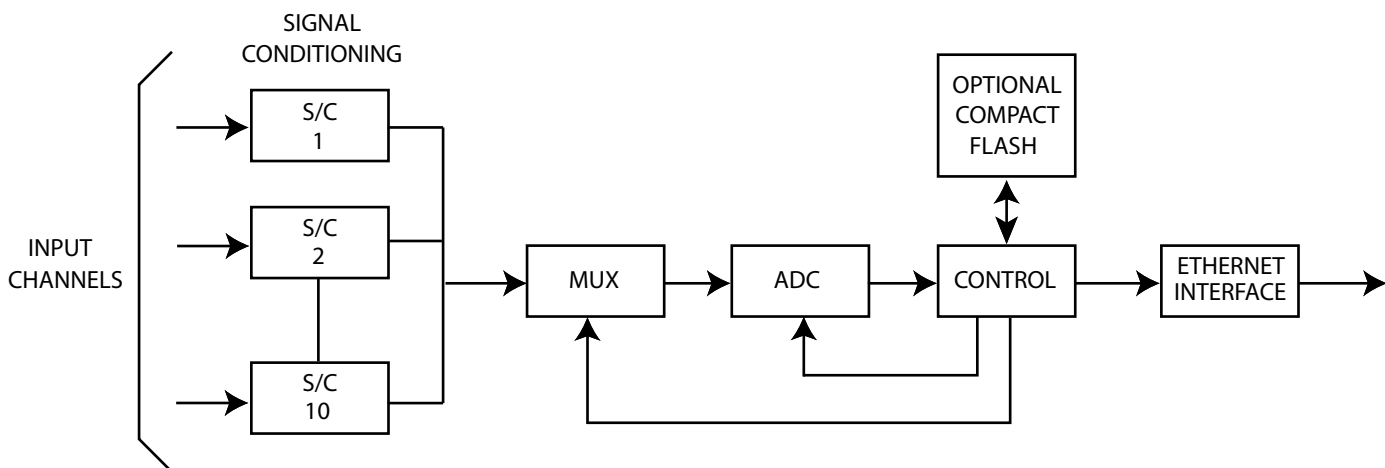 SIGNAL
CONDITIONING
INPUT
CHANNELS
S/C
1
S/C
2
S/C
10
MUX
ADC
OPTIONAL
COMPACT
FLASH
CONTROL
ETHERNET
INTERFACE